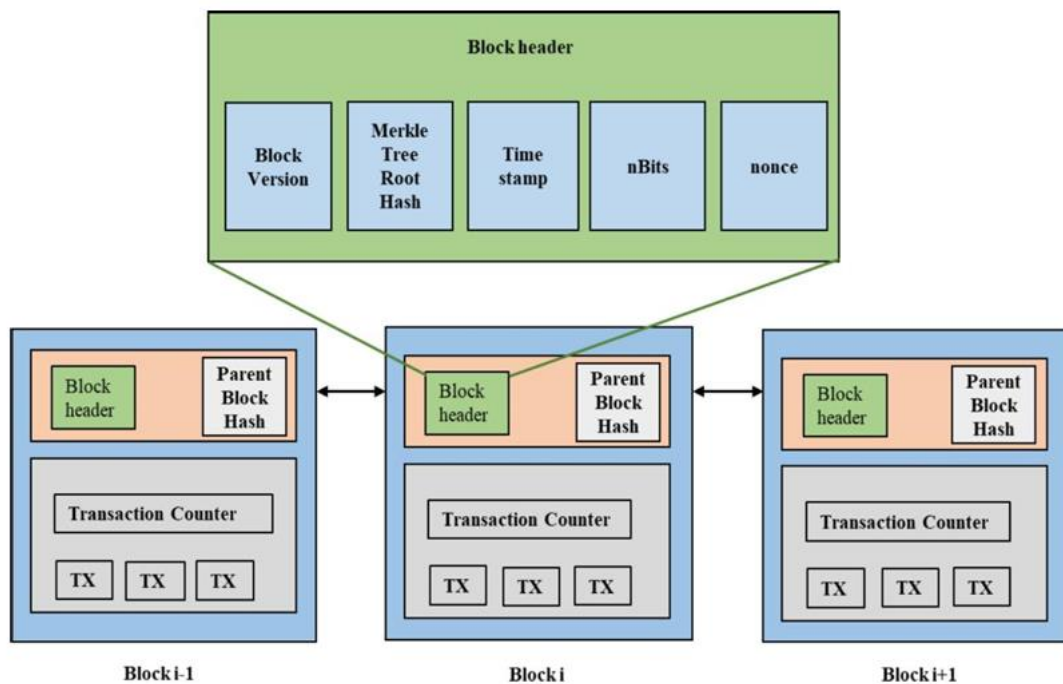 Block header
Block
Version
Merkle
Tree
Root
Hash
Time
stamp
nBits
nonce
Block
header
Parent
Block
Hash
Transaction Counter
TX TX TX
Block i-1
Block
header
Parent
Block
Hash
Transaction Counter
TX TX TX
Block i
Block
header
Parent
Block
Hash
Transaction Counter
TX TX TX
Block i+1